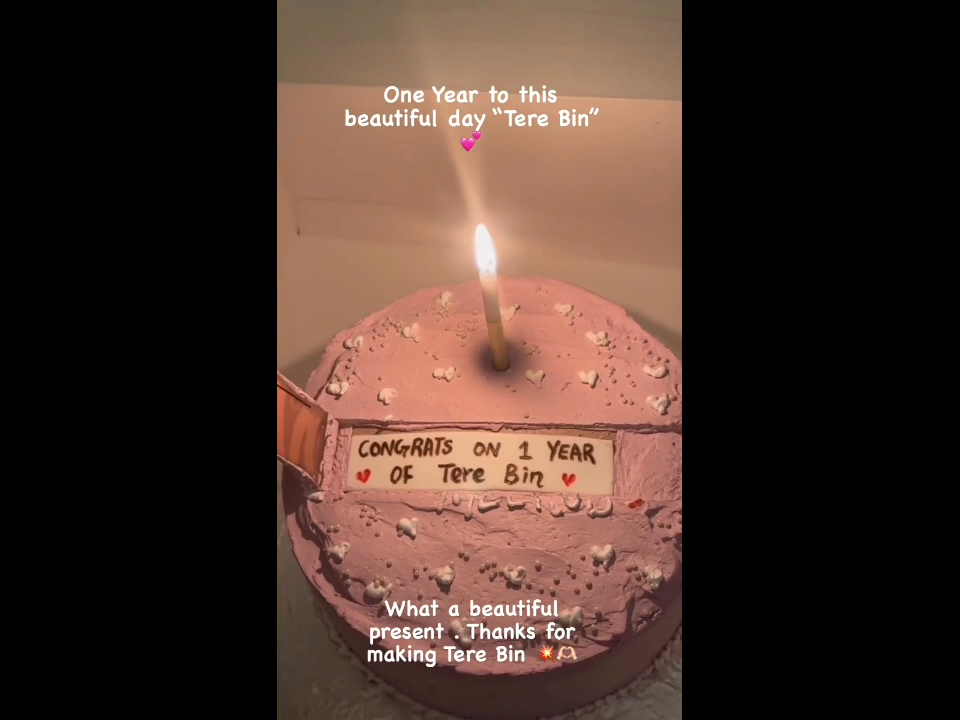 One Year to this
beautiful day “Tere Bin”
💕
CONGRATS ON 1 YEAR
OF Tere Bin
What a beautiful
present . Thanks for
making Tere Bin 💥🫶🏻